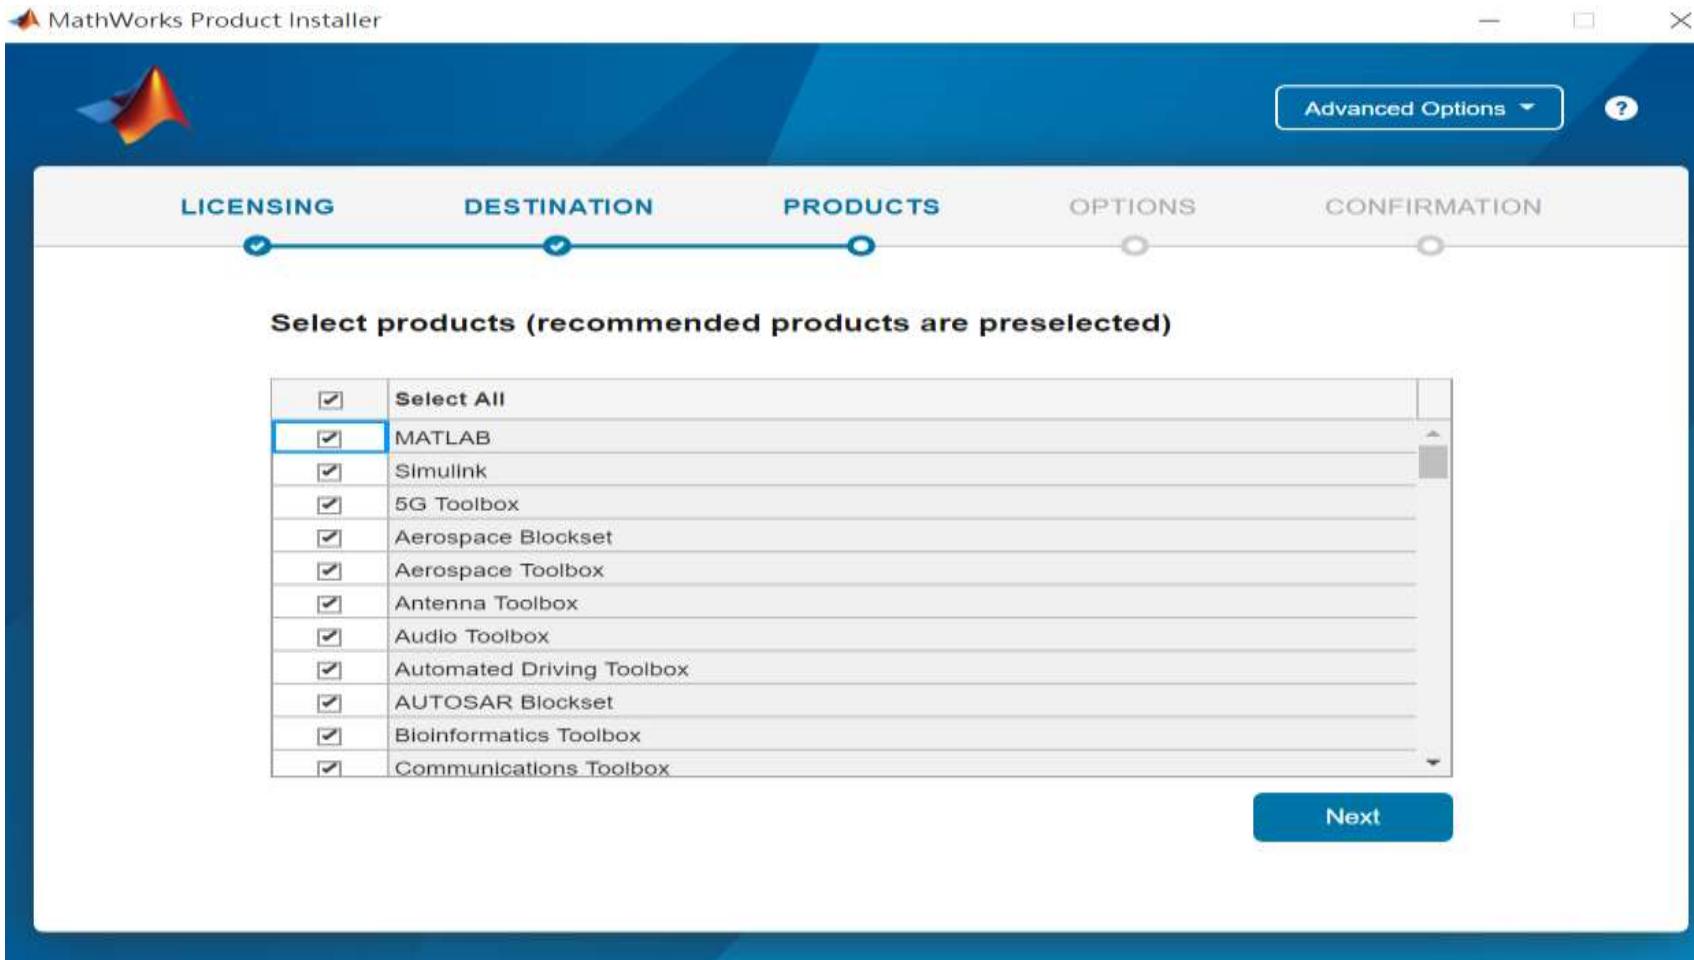 MathWorks Product Installer
Advanced Options
?
LICENSING DESTINATION PRODUCTS OPTIONS CONFIRMATION
Select products (recommended products are preselected)
Select All
MATLAB
Simulink
5G Toolbox
Aerospace Blockset
Aerospace Toolbox
Antenna Toolbox
Audio Toolbox
Automated Driving Toolbox
AUTOSAR Blockset
Bioinformatics Toolbox
Communications Toolbox
Next